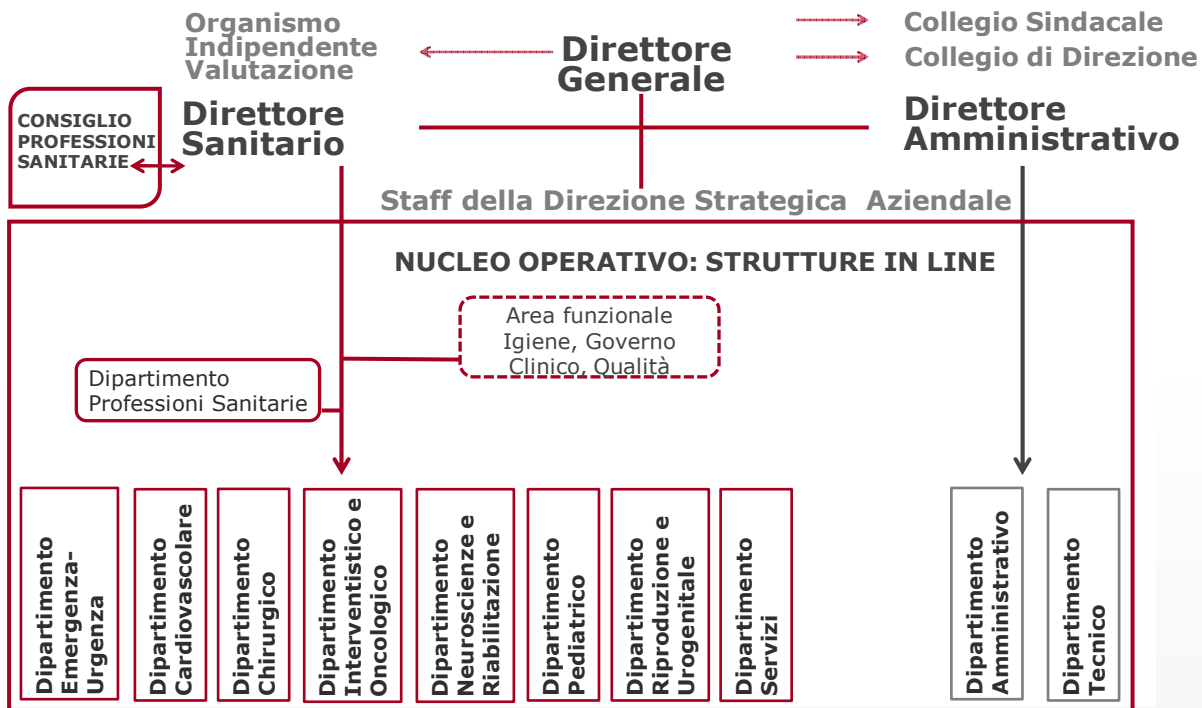 Organismo
Indipendente
Valutazione
Direttore
Generale
Collegio Sindacale
Collegio di Direzione
CONSIGLIO
PROFESSIONI
SANITARIE
Direttore
Sanitario
Direttore
Amministrativo
Staff della Direzione Strategica Aziendale
NUCLEO OPERATIVO: STRUTTURE IN LINE
Area funzionale
Igiene, Governo
Clinico, Qualità
Dipartimento
Professioni Sanitarie
Dipartimento
Emergenza-
Urgenza
Dipartimento
Cardiovascolare
Dipartimento
Chirurgico
Dipartimento
Interventistico e
Oncologico
Dipartimento
Neuroscienze e
Riabilitazione
Dipartimento
Pediatrico
Dipartimento
Riproduzione e
Urogenitale
Dipartimento
Servizi
Dipartimento
Amministrativo
Dipartimento
Tecnico